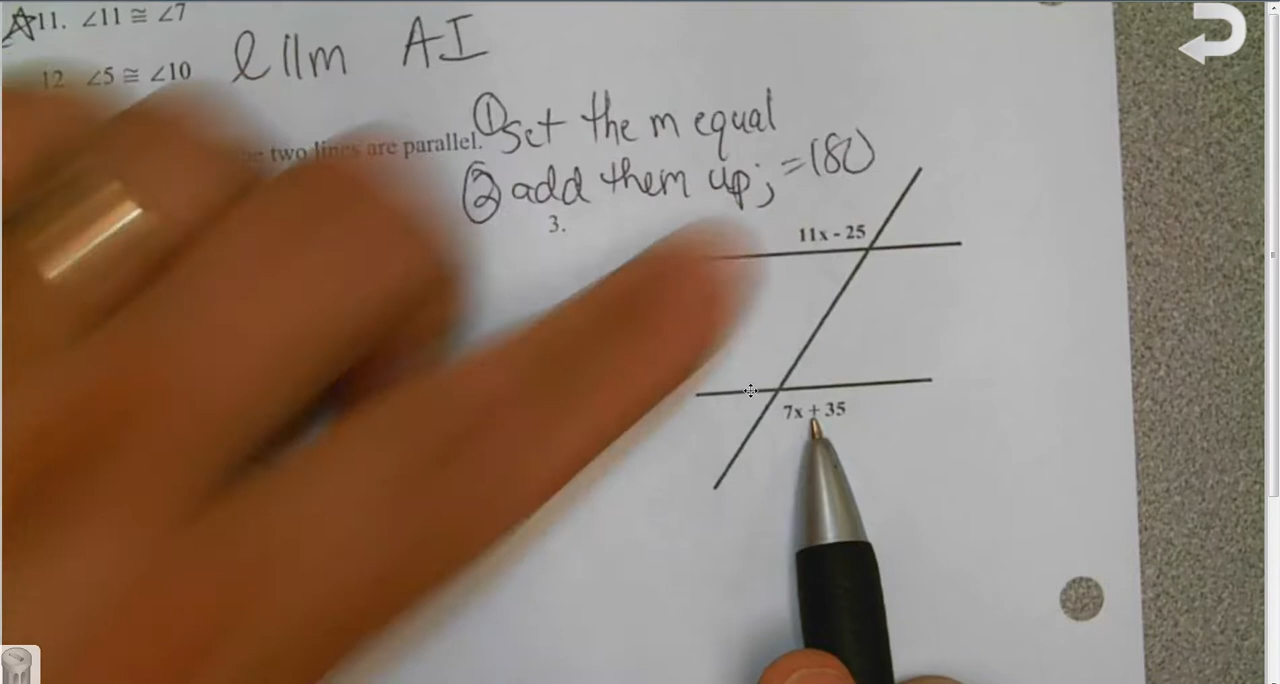 11. ∠11 ≅ ∠7
12 ∠5 ≅ ∠10
l llm AI
two lines are parallel.
① Set the m equal
② add them up; =180
3.
11x - 25
7x + 35